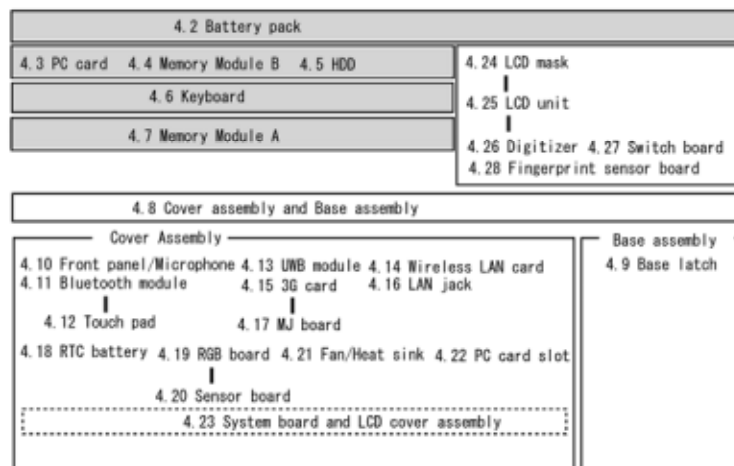 4.2 Battery pack
4.3 PC card 4.4 Memory Module B 4.5 HDD
4.6 Keyboard
4.7 Memory Module A
4.24 LCD mask
4.25 LCD unit
4.26 Digitizer 4.27 Switch board
4.28 Fingerprint sensor board
4.8 Cover assembly and Base assembly
Cover Assembly
4.10 Front panel/Microphone 4.13 UWB module 4.14 Wireless LAN card
4.11 Bluetooth module 4.15 3G card 4.16 LAN jack
4.12 Touch pad 4.17 MJ board
4.18 RTC battery 4.19 RGB board 4.21 Fan/Heat sink 4.22 PC card slot
4.20 Sensor board
4.23 System board and LCD cover assembly
Base assembly
4.9 Base latch